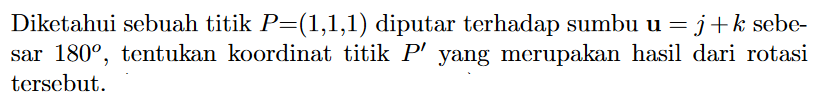 Diketahui sebuah titik P=(1,1,1) diputar terhadap sumbu u = j+k sebe-
sar 180°, tentukan koordinat titik P′ yang merupakan hasil dari rotasi
tersebut.